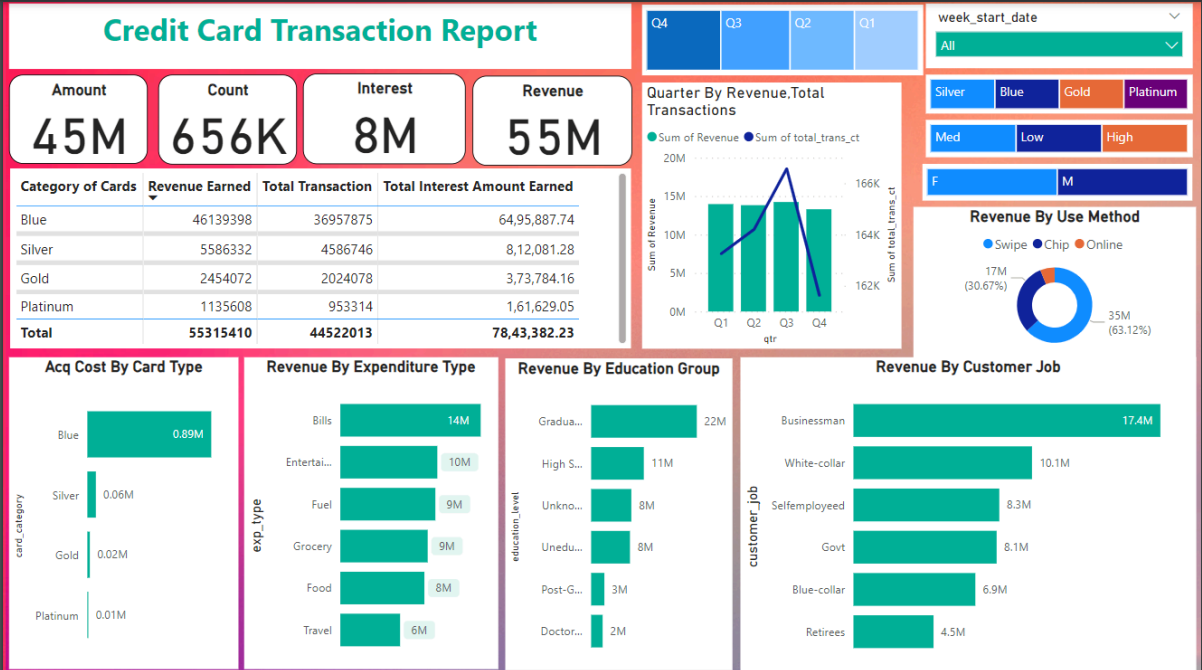 Credit Card Transaction Report
Q4 Q3 Q2 Q1
week_start_date
All
Silver Blue Gold Platinum
Med Low High
F M
Amount
45M
Count
656K
Interest
8M
Revenue
55M
Category of Cards Revenue Earned Total Transaction Total Interest Amount Earned
Blue 46139398 36957875 64,95,887.74
Silver 5586332 4586746 8,12,081.28
Gold 2454072 2024078 3,73,784.16
Platinum 1135608 953314 1,61,629.05
Total 55315410 44522013 78,43,382.23
Quarter By Revenue,Total
Transactions
Sum of Revenue Sum of total_trans_ct
20M
15M
10M
5M
0M
Sum of Revenue
166K
164K
162K
Sum of total_trans_ct
Q1 Q2 Q3 Q4
qtr
Revenue By Use Method
Swipe Chip Online
17M
(30.67%)
35M
(63.12%)
Acq Cost By Card Type
card_category
Blue 0.89M
Silver 0.06M
Gold 0.02M
Platinum 0.01M
Revenue By Expenditure Type
exp_type
Bills 14M
Entertai... 10M
Fuel 9M
Grocery 9M
Food 8M
Travel 6M
Revenue By Education Group
education_level
Gradua... 22M
High S... 11M
Unkno... 8M
Unedu... 8M
Post-G... 3M
Doctor... 2M
Revenue By Customer Job
customer_job
Businessman 17.4M
White-collar 10.1M
Selfemployeed 8.3M
Govt 8.1M
Blue-collar 6.9M
Retirees 4.5M